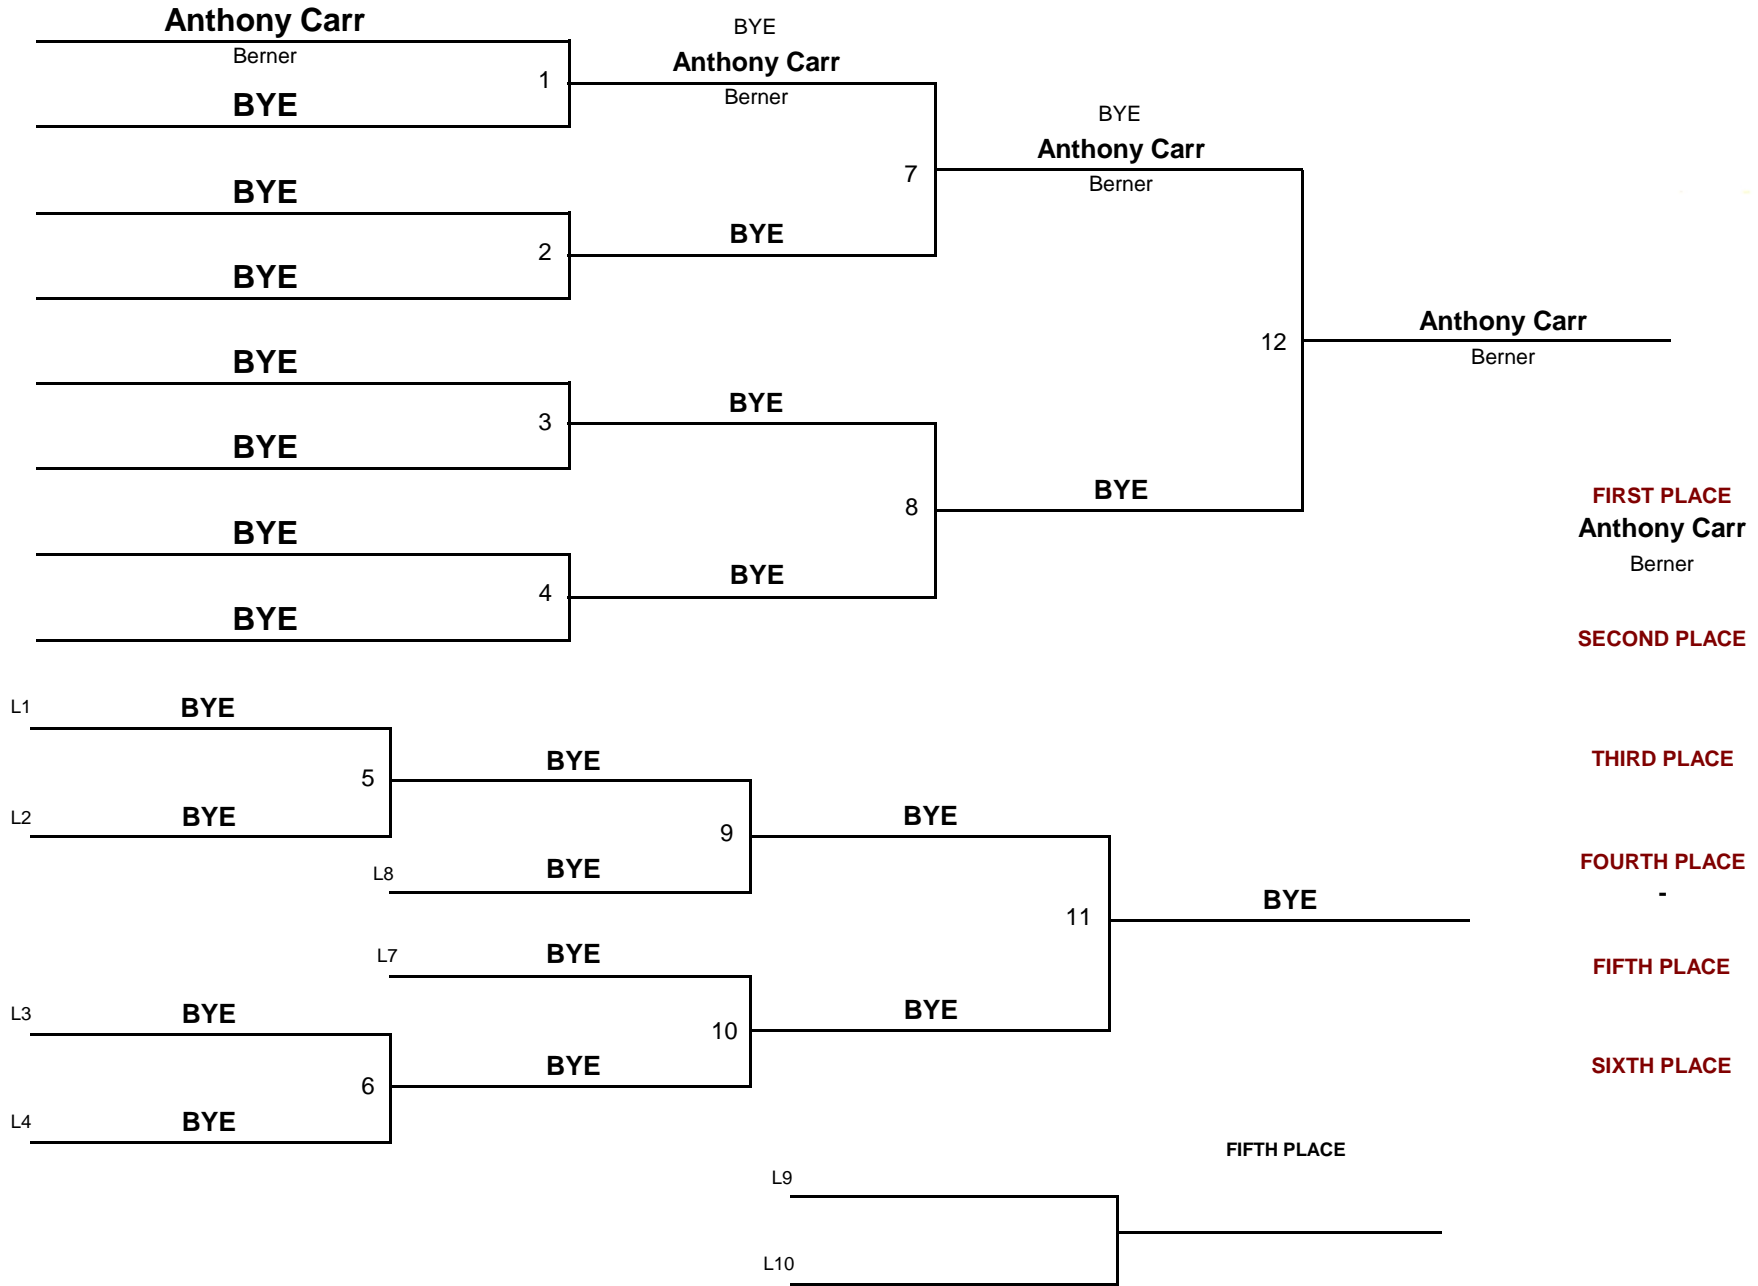 Anthony Carr
Berner
1
BYE
BYE
2
BYE
BYE
3
BYE
BYE
4
BYE
BYE
Anthony Carr
Berner
7
BYE
BYE
8
BYE
BYE
Anthony Carr
Berner
12
BYE
Anthony Carr
Berner
FIRST PLACE
Anthony Carr
Berner
SECOND PLACE
THIRD PLACE
FOURTH PLACE
-
FIFTH PLACE
SIXTH PLACE
L1 BYE
5
L2 BYE
BYE
9
L8 BYE
L7 BYE
10
BYE
L3 BYE
6
L4 BYE
BYE
11
BYE
BYE
FIFTH PLACE
L9
L10